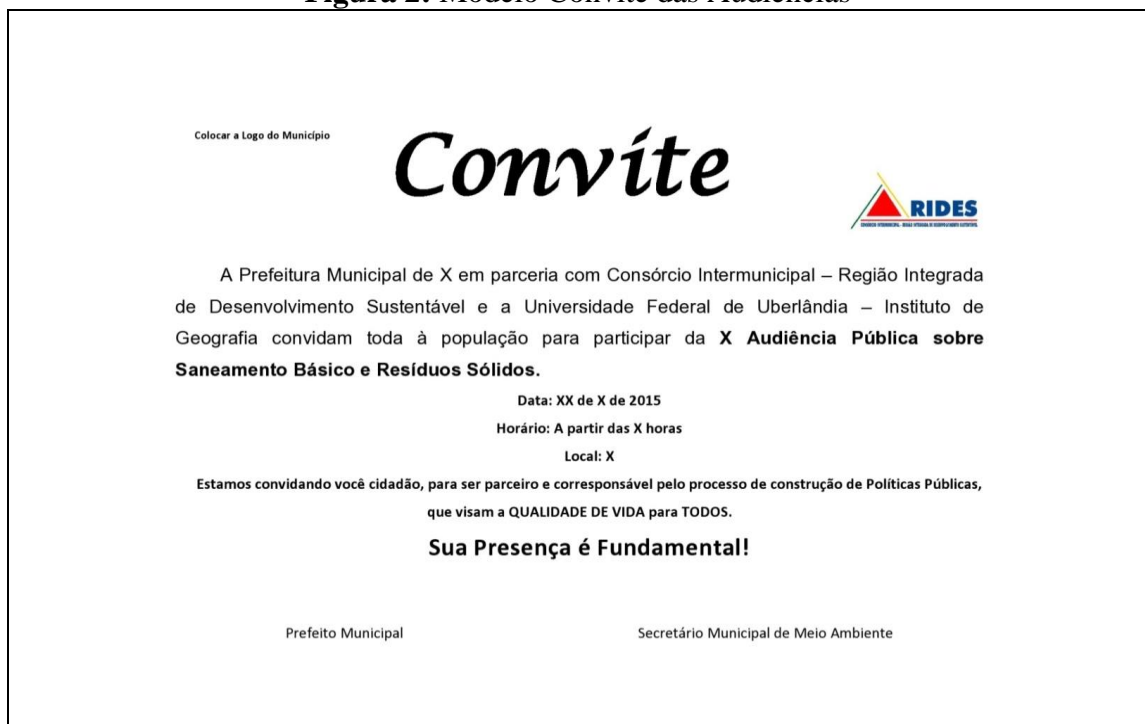 Figura 2: Modelo Convite das Audiências
Colocar a Logo do Município
Convite
RIDES
A Prefeitura Municipal de X em parceria com Consórcio Intermunicipal – Região Integrada
de Desenvolvimento Sustentável e a Universidade Federal de Uberlândia – Instituto de
Geografia convidam toda à população para participar da X Audiência Pública sobre
Saneamento Básico e Resíduos Sólidos.
Data: XX de X de 2015
Horário: A partir das X horas
Local: X
Estamos convidando você cidadão, para ser parceiro e corresponsável pelo processo de construção de Políticas Públicas,
que visam a QUALIDADE DE VIDA para TODOS.
Sua Presença é Fundamental!
Prefeito Municipal
Secretário Municipal de Meio Ambiente